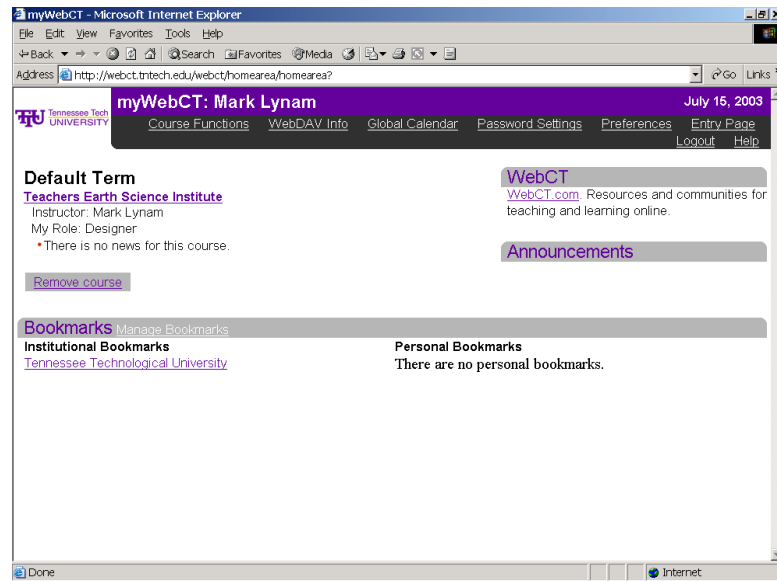 myWebCT - Microsoft Internet Explorer
File Edit View Favorites Tools Help
Back Search Favorites Media
Address http://webct.tntech.edu/webct/homearea/homearea? Go Links
TTU Tennessee Tech UNIVERSITY
myWebCT: Mark Lynam July 15, 2003
Course Functions WebDAV Info Global Calendar Password Settings Preferences Entry Page
Logout Help
Default Term
Teachers Earth Science Institute
Instructor: Mark Lynam
My Role: Designer
• There is no news for this course.
Remove course
WebCT
WebCT.com. Resources and communities for
teaching and learning online.
Announcements
Bookmarks Manage Bookmarks
Institutional Bookmarks
Tennessee Technological University
Personal Bookmarks
There are no personal bookmarks.
Done Internet